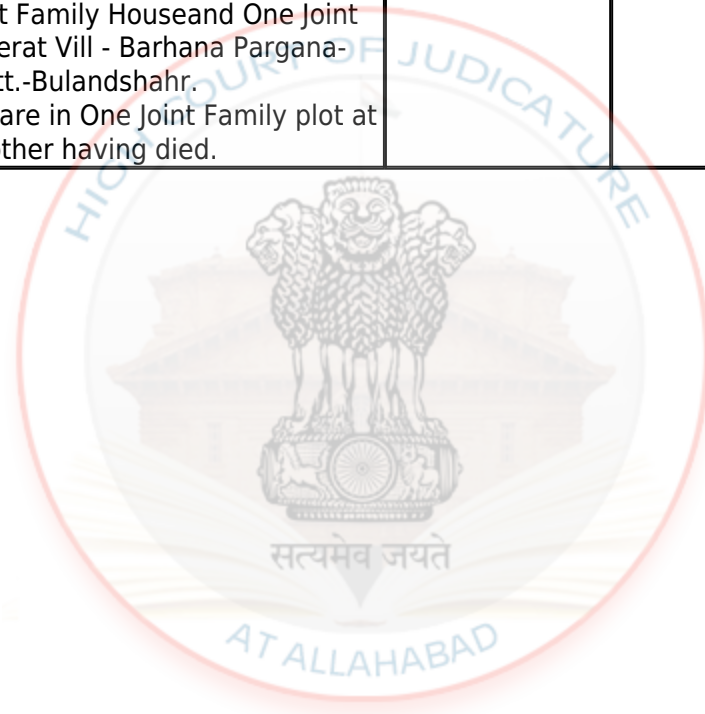 t Family Houseand One Joint
erat Vill - Barhana Pargana-
tt.-Bulandshahr.
are in One Joint Family plot at
ther having died.
HIGH COURT OF JUDICATURE
सत्यमेव जयते
AT ALLAHABAD